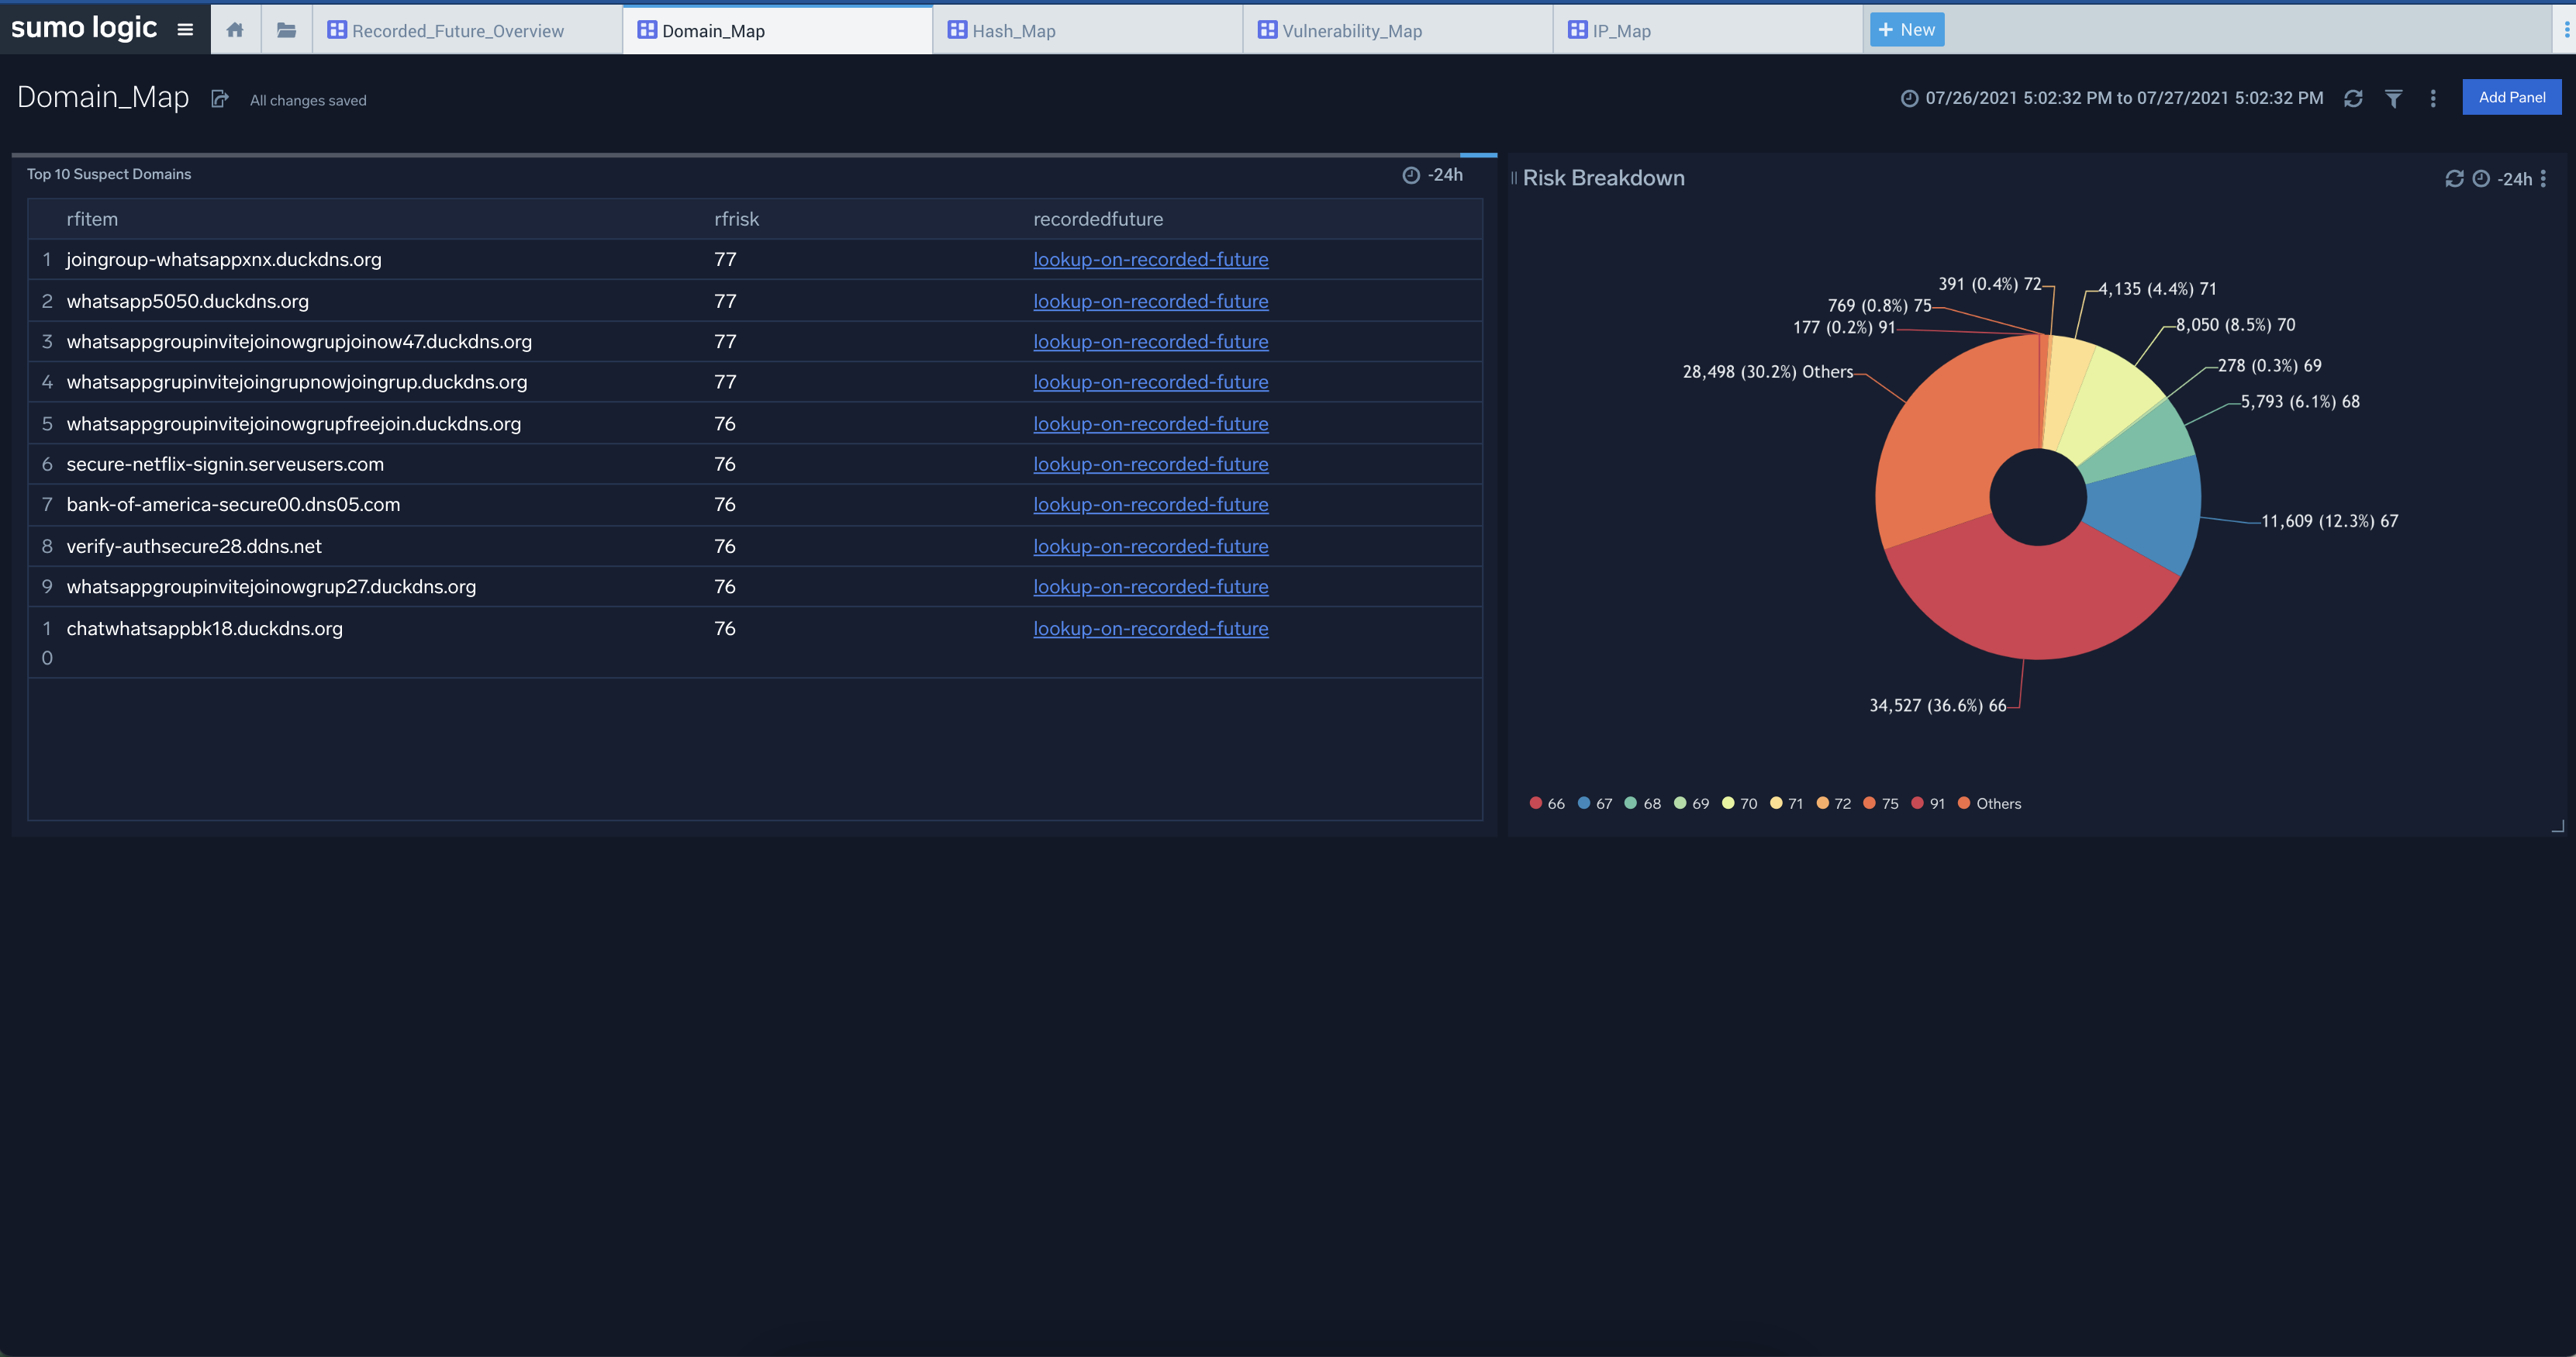 sumo logic
Recorded_Future_Overview
Domain_Map
Hash_Map
Vulnerability_Map
IP_Map
+ New
Domain_Map
All changes saved
07/26/2021 5:02:32 PM to 07/27/2021 5:02:32 PM
Add Panel
Top 10 Suspect Domains
-24h
rfitem rfrisk recordedfuture
1 joingroup-whatsappxnx.duckdns.org 77 lookup-on-recorded-future
2 whatsapp5050.duckdns.org 77 lookup-on-recorded-future
3 whatsappgroupinvitejoinowgrupjoinow47.duckdns.org 77 lookup-on-recorded-future
4 whatsappgrupinvitejoingrupnowjoingrup.duckdns.org 77 lookup-on-recorded-future
5 whatsappgroupinvitejoinowgrupfreejoin.duckdns.org 76 lookup-on-recorded-future
6 secure-netflix-signin.serveusers.com 76 lookup-on-recorded-future
7 bank-of-america-secure00.dns05.com 76 lookup-on-recorded-future
8 verify-authsecure28.ddns.net 76 lookup-on-recorded-future
9 whatsappgroupinvitejoinowgrup27.duckdns.org 76 lookup-on-recorded-future
1 chatwhatsappbk18.duckdns.org 76 lookup-on-recorded-future
0
Risk Breakdown
-24h
391 (0.4%) 72
4,135 (4.4%) 71
769 (0.8%) 75
177 (0.2%) 91
8,050 (8.5%) 70
278 (0.3%) 69
28,498 (30.2%) Others
5,793 (6.1%) 68
11,609 (12.3%) 67
34,527 (36.6%) 66
66 67 68 69 70 71 72 75 91 Others